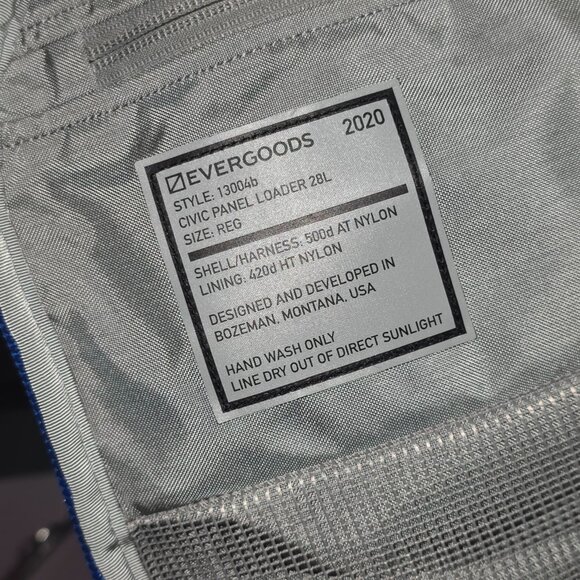 EVERGOODS 2020
STYLE: 13004b
CIVIC PANEL LOADER 28L
SIZE: REG
SHELL/HARNESS: 500d AT NYLON
LINING: 420d HT NYLON
DESIGNED AND DEVELOPED IN
BOZEMAN, MONTANA, USA
HAND WASH ONLY
LINE DRY OUT OF DIRECT SUNLIGHT